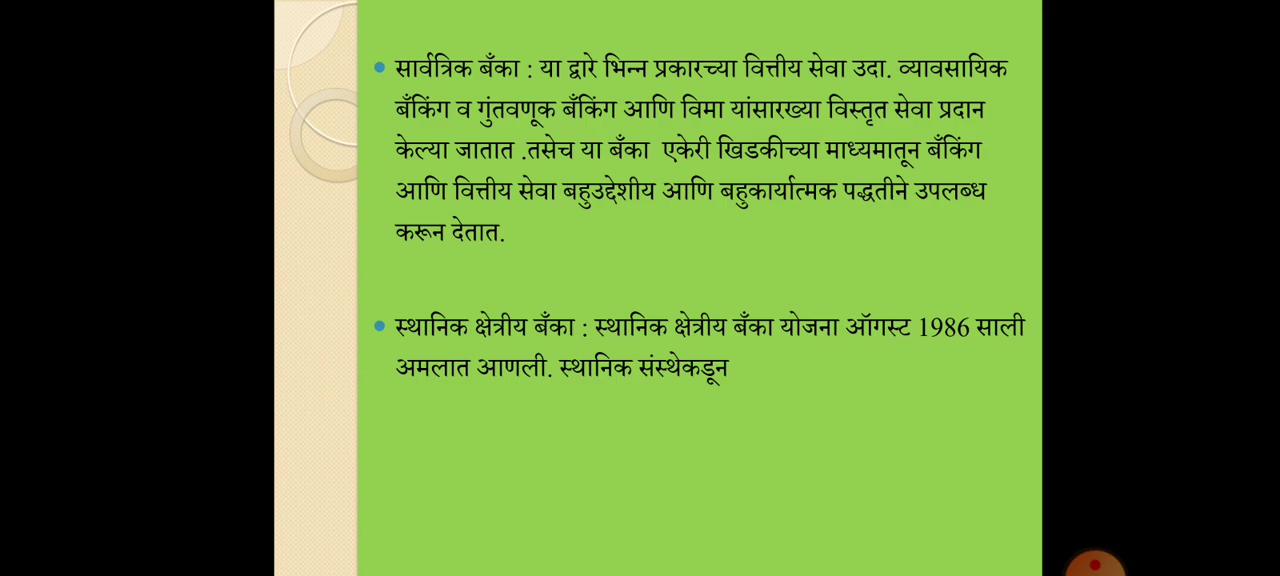 सार्वत्रिक बँका : या द्वारे भिन्न प्रकारच्या वित्तीय सेवा उदा. व्यावसायिक
बँकिंग व गुंतवणूक बँकिंग आणि विमा यांसारख्या विस्तृत सेवा प्रदान
केल्या जातात .तसेच या बँका एकेरी खिडकीच्या माध्यमातून बँकिंग
आणि वित्तीय सेवा बहुउद्देशीय आणि बहुकार्यात्मक पद्धतीने उपलब्ध
करून देतात.
स्थानिक क्षेत्रीय बँका : स्थानिक क्षेत्रीय बँका योजना ऑगस्ट 1986 साली
अमलात आणली. स्थानिक संस्थेकडून